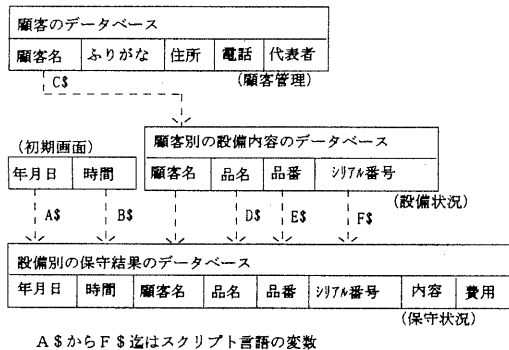 顧客のデータベース
顧客名 ふりがな 住所 電話 代表者
(顧客管理)
C$
(初期画面)
年月日 時間
顧客別の設備内容のデータベース
顧客名 品名 品番 シリアル番号
(設備状況)
A$ B$ D$ E$ F$
設備別の保守結果のデータベース
年月日 時間 顧客名 品名 品番 シリアル番号 内容 費用
(保守状況)
A$からF$迄はスクリプト言語の変数